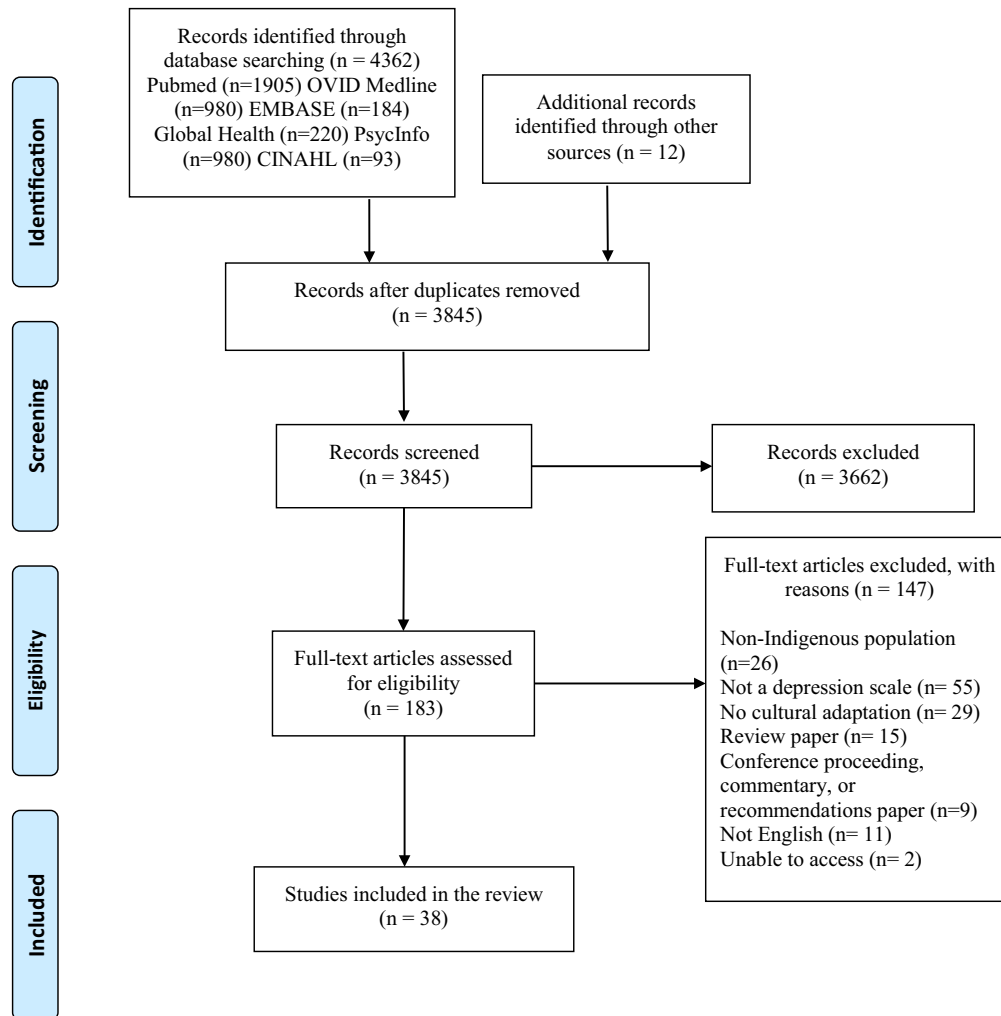 Identification
Records identified through
database searching (n = 4362)
Pubmed (n=1905) OVID Medline
(n=980) EMBASE (n=184)
Global Health (n=220) PsycInfo
(n=980) CINAHL (n=93)
Additional records
identified through other
sources (n = 12)
Records after duplicates removed
(n = 3845)
Screening
Records screened
(n = 3845)
Records excluded
(n = 3662)
Eligibility
Full-text articles assessed
for eligibility
(n = 183)
Full-text articles excluded, with
reasons (n = 147)
Non-Indigenous population
(n=26)
Not a depression scale (n= 55)
No cultural adaptation (n= 29)
Review paper (n= 15)
Conference proceeding,
commentary, or
recommendations paper (n=9)
Not English (n= 11)
Unable to access (n= 2)
Included
Studies included in the review
(n = 38)